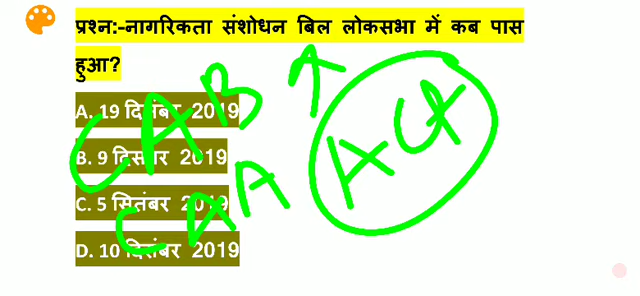 प्रश्न:-नागरिकता संशोधन बिल लोकसभा में कब पास
हुआ?
A. 19 दिसंबर 2019
B. 9 दिसंबर 2019
C. 5 सितंबर 2019
D. 10 दिसंबर 2019
CAB
CAA
ACT